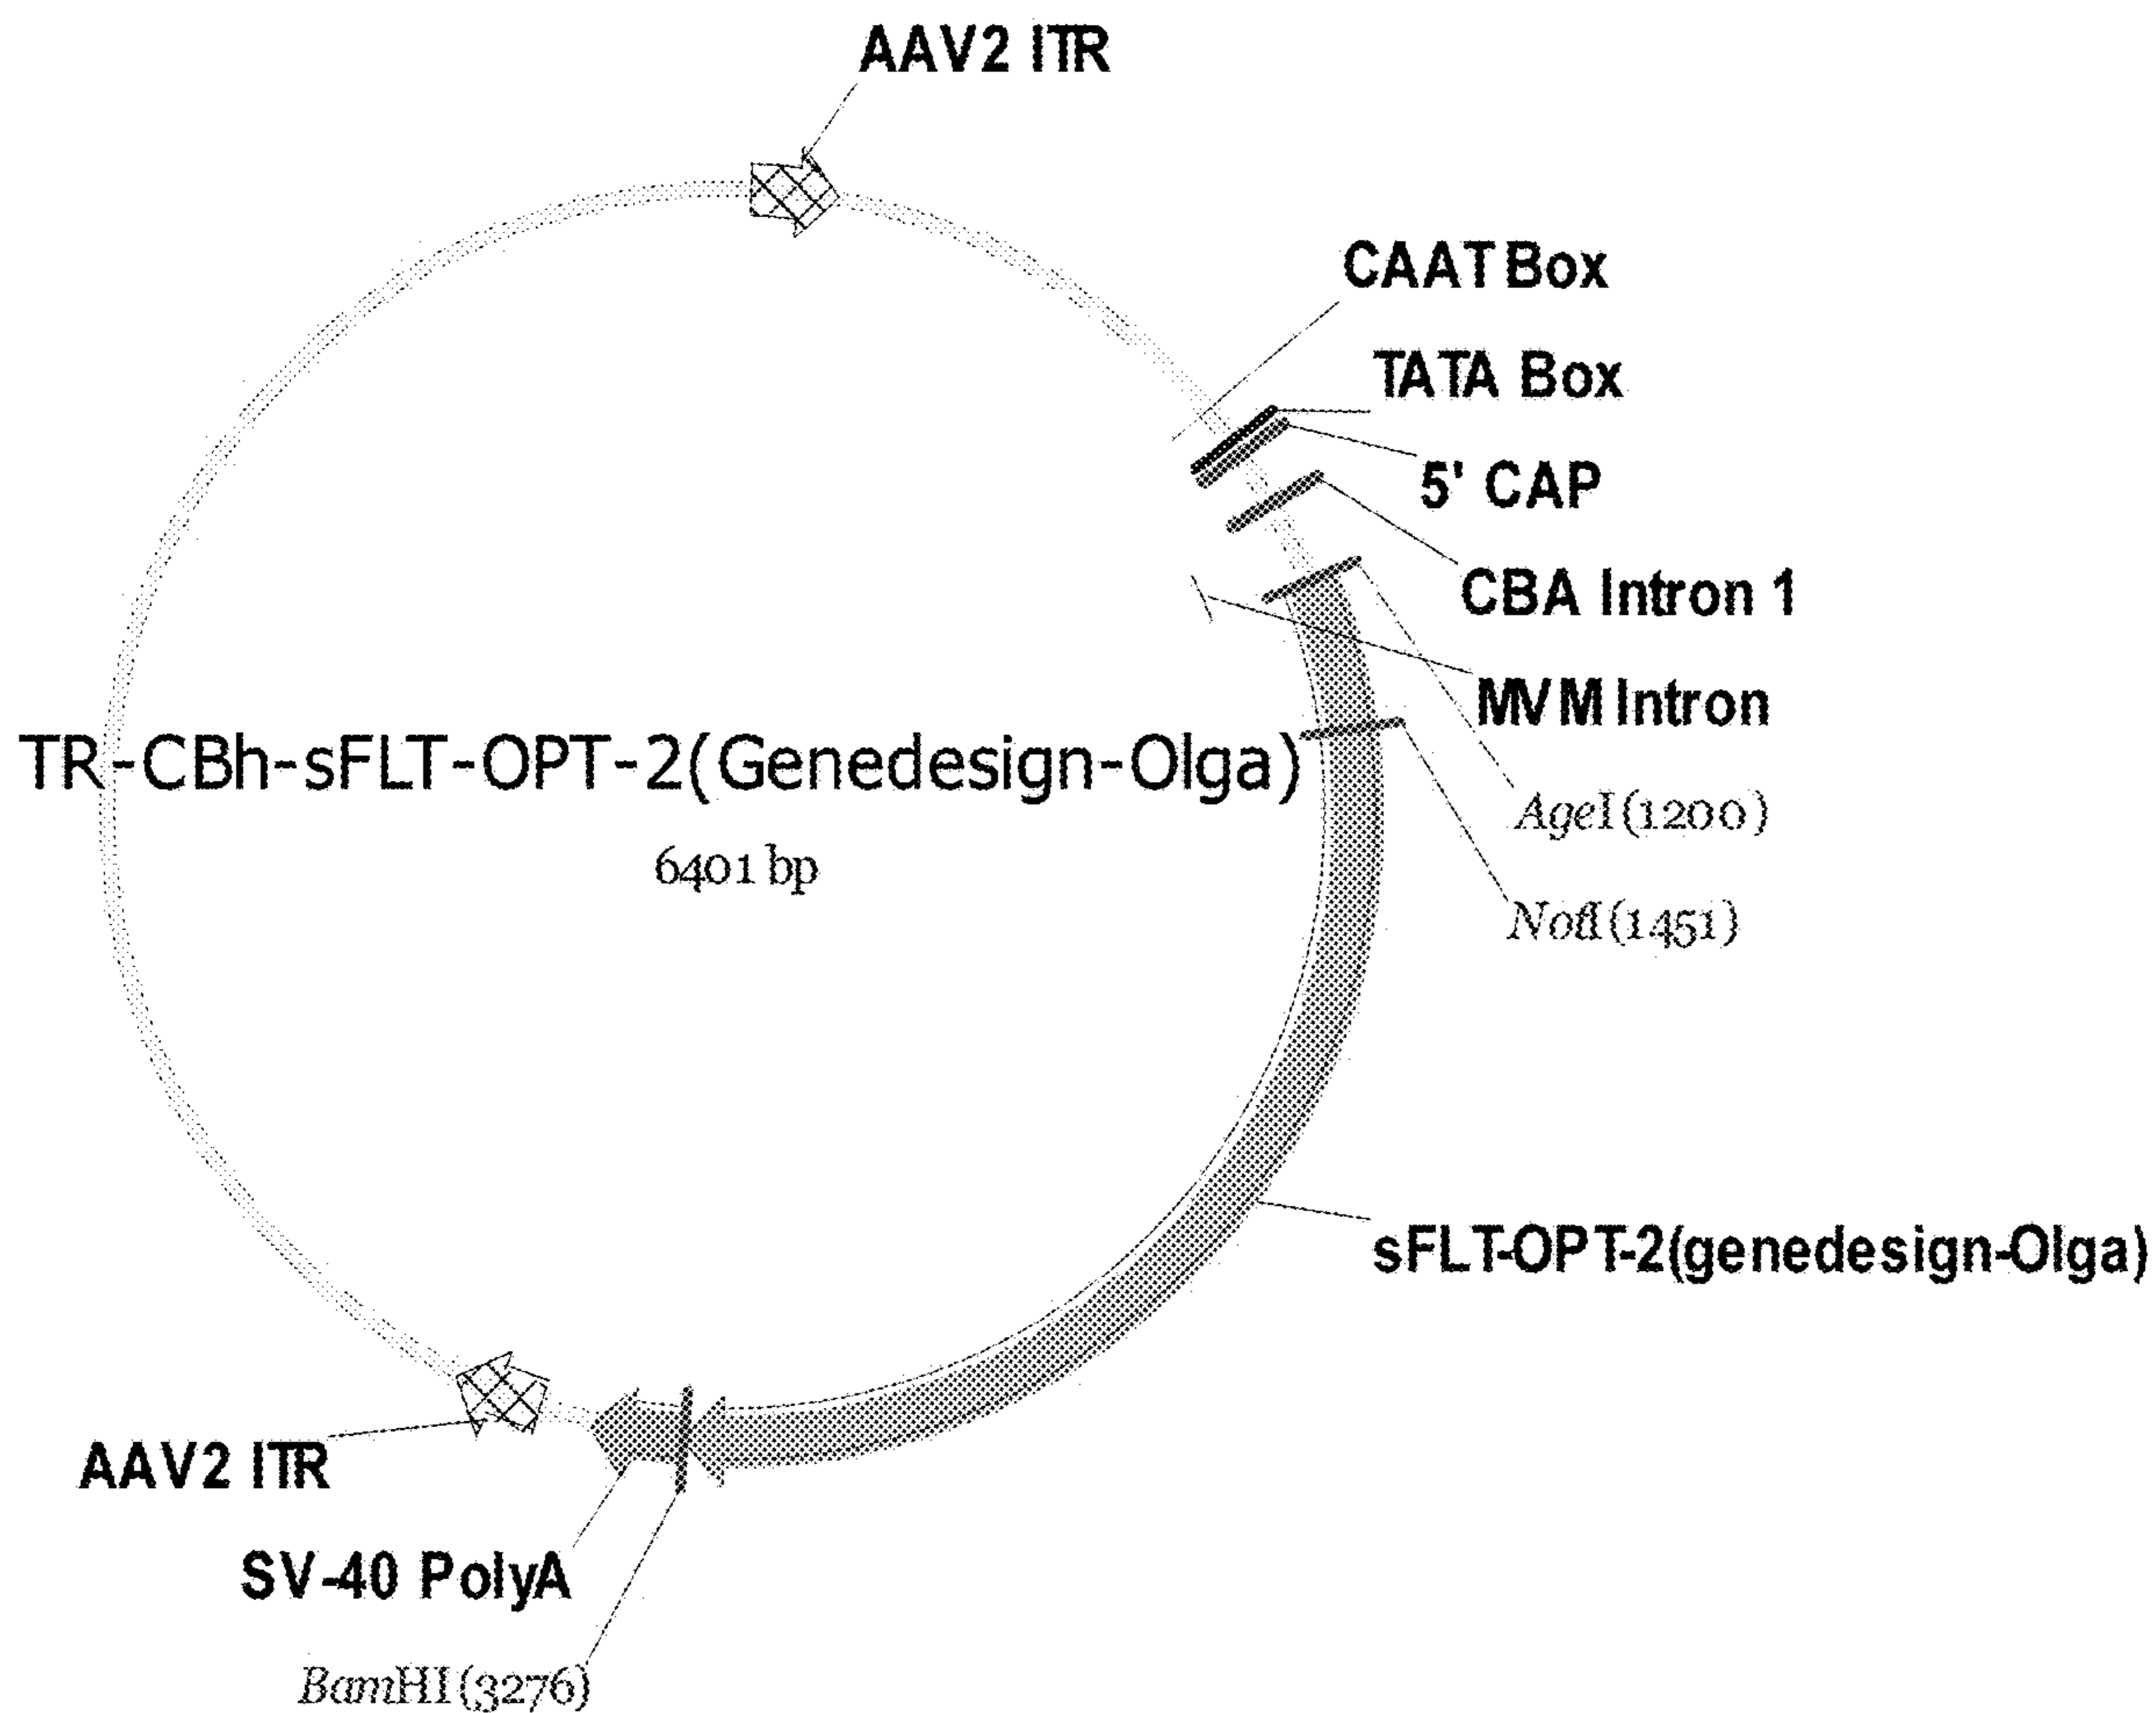 AAV2 ITR
CAAT Box
TATA Box
5' CAP
CBA Intron 1
MVM Intron
TR-CBh-sFLT-OPT-2(Genedesign-Olga)
6401 bp
AgeI (1200)
NotI (1451)
sFLT-OPT-2(genedesign-Olga)
AAV2 ITR
SV-40 PolyA
BamHI (3276)